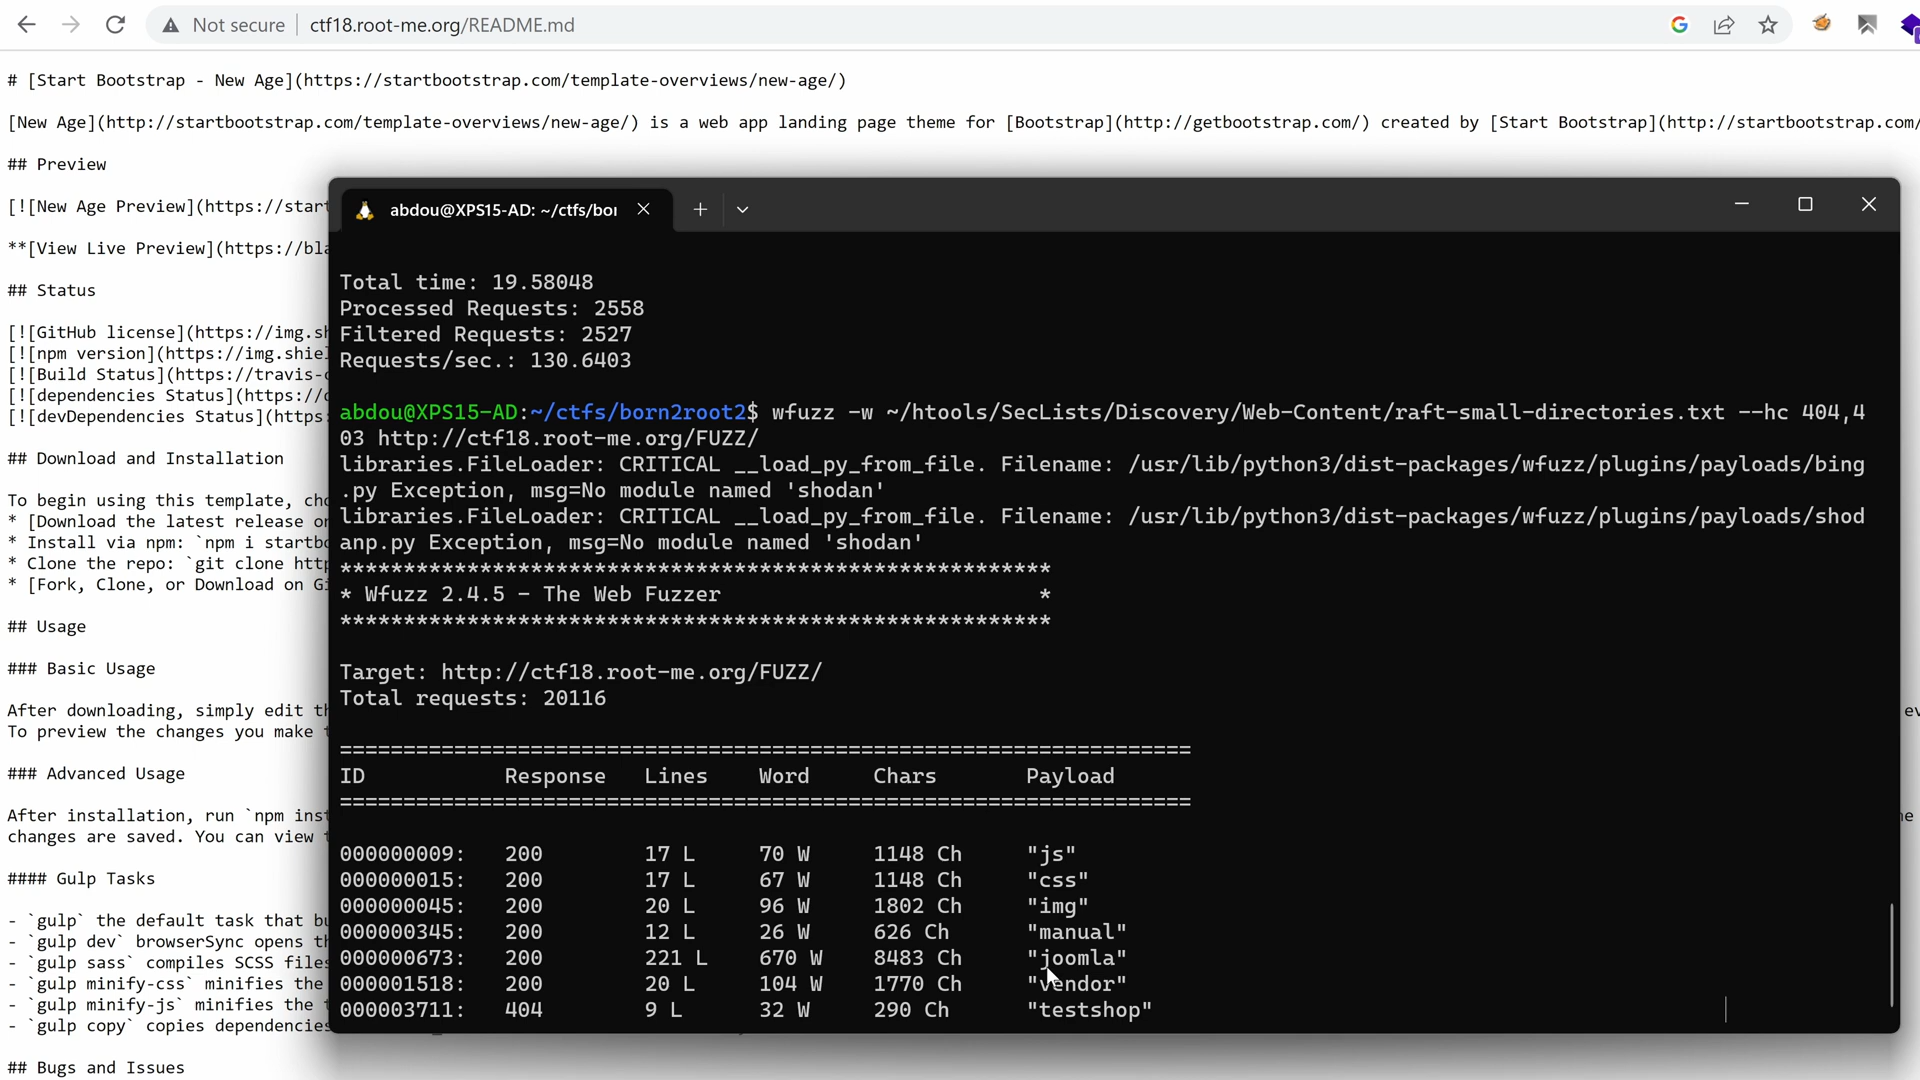 Not secure ctf18.root-me.org/README.md
# [Start Bootstrap - New Age](https://startbootstrap.com/template-overviews/new-age/)
[New Age](http://startbootstrap.com/template-overviews/new-age/) is a web app landing page theme for [Bootstrap](http://getbootstrap.com/) created by [Start Bootstrap](http://startbootstrap.com/
## Preview
[![New Age Preview](https://star
**[View Live Preview](https://bla
## Status
[![GitHub license](https://img.sh
[![npm version](https://img.shiel
[![Build Status](https://travis-c
[![dependencies Status](https://d
[![devDependencies Status](https:
## Download and Installation
To begin using this template, cho
* [Download the latest release on
* Install via npm: `npm i startbo
* Clone the repo: `git clone http
* [Fork, Clone, or Download on Gi
## Usage
### Basic Usage
After downloading, simply edit th
To preview the changes you make t
### Advanced Usage
After installation, run `npm inst
changes are saved. You can view t
#### Gulp Tasks
- `gulp` the default task that bu
- `gulp dev` browserSync opens th
- `gulp sass` compiles SCSS files
- `gulp minify-css` minifies the
- `gulp minify-js` minifies the t
- `gulp copy` copies dependencies
## Bugs and Issues
abdou@XPS15-AD: ~/ctfs/bor
Total time: 19.58048
Processed Requests: 2558
Filtered Requests: 2527
Requests/sec.: 130.6403
abdou@XPS15-AD:~/ctfs/born2root2$ wfuzz -w ~/htools/SecLists/Discovery/Web-Content/raft-small-directories.txt --hc 404,4
03 http://ctf18.root-me.org/FUZZ/
libraries.FileLoader: CRITICAL __load_py_from_file. Filename: /usr/lib/python3/dist-packages/wfuzz/plugins/payloads/bing
.py Exception, msg=No module named 'shodan'
libraries.FileLoader: CRITICAL __load_py_from_file. Filename: /usr/lib/python3/dist-packages/wfuzz/plugins/payloads/shod
anp.py Exception, msg=No module named 'shodan'
********************************************************
* Wfuzz 2.4.5 - The Web Fuzzer *
********************************************************
Target: http://ctf18.root-me.org/FUZZ/
Total requests: 20116
===================================================================
ID Response Lines Word Chars Payload
===================================================================
000000009: 200 17 L 70 W 1148 Ch "js"
000000015: 200 17 L 67 W 1148 Ch "css"
000000045: 200 20 L 96 W 1802 Ch "img"
000000345: 200 12 L 26 W 626 Ch "manual"
000000673: 200 221 L 670 W 8483 Ch "joomla"
000001518: 200 20 L 104 W 1770 Ch "vendor"
000003711: 404 9 L 32 W 290 Ch "testshop"